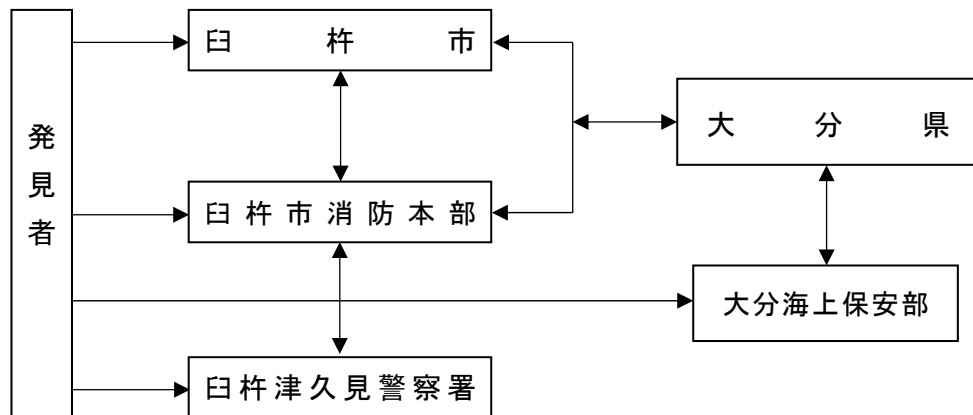 発見者
臼杵市
大分県
臼杵市消防本部
大分海上保安部
臼杵津久見警察署